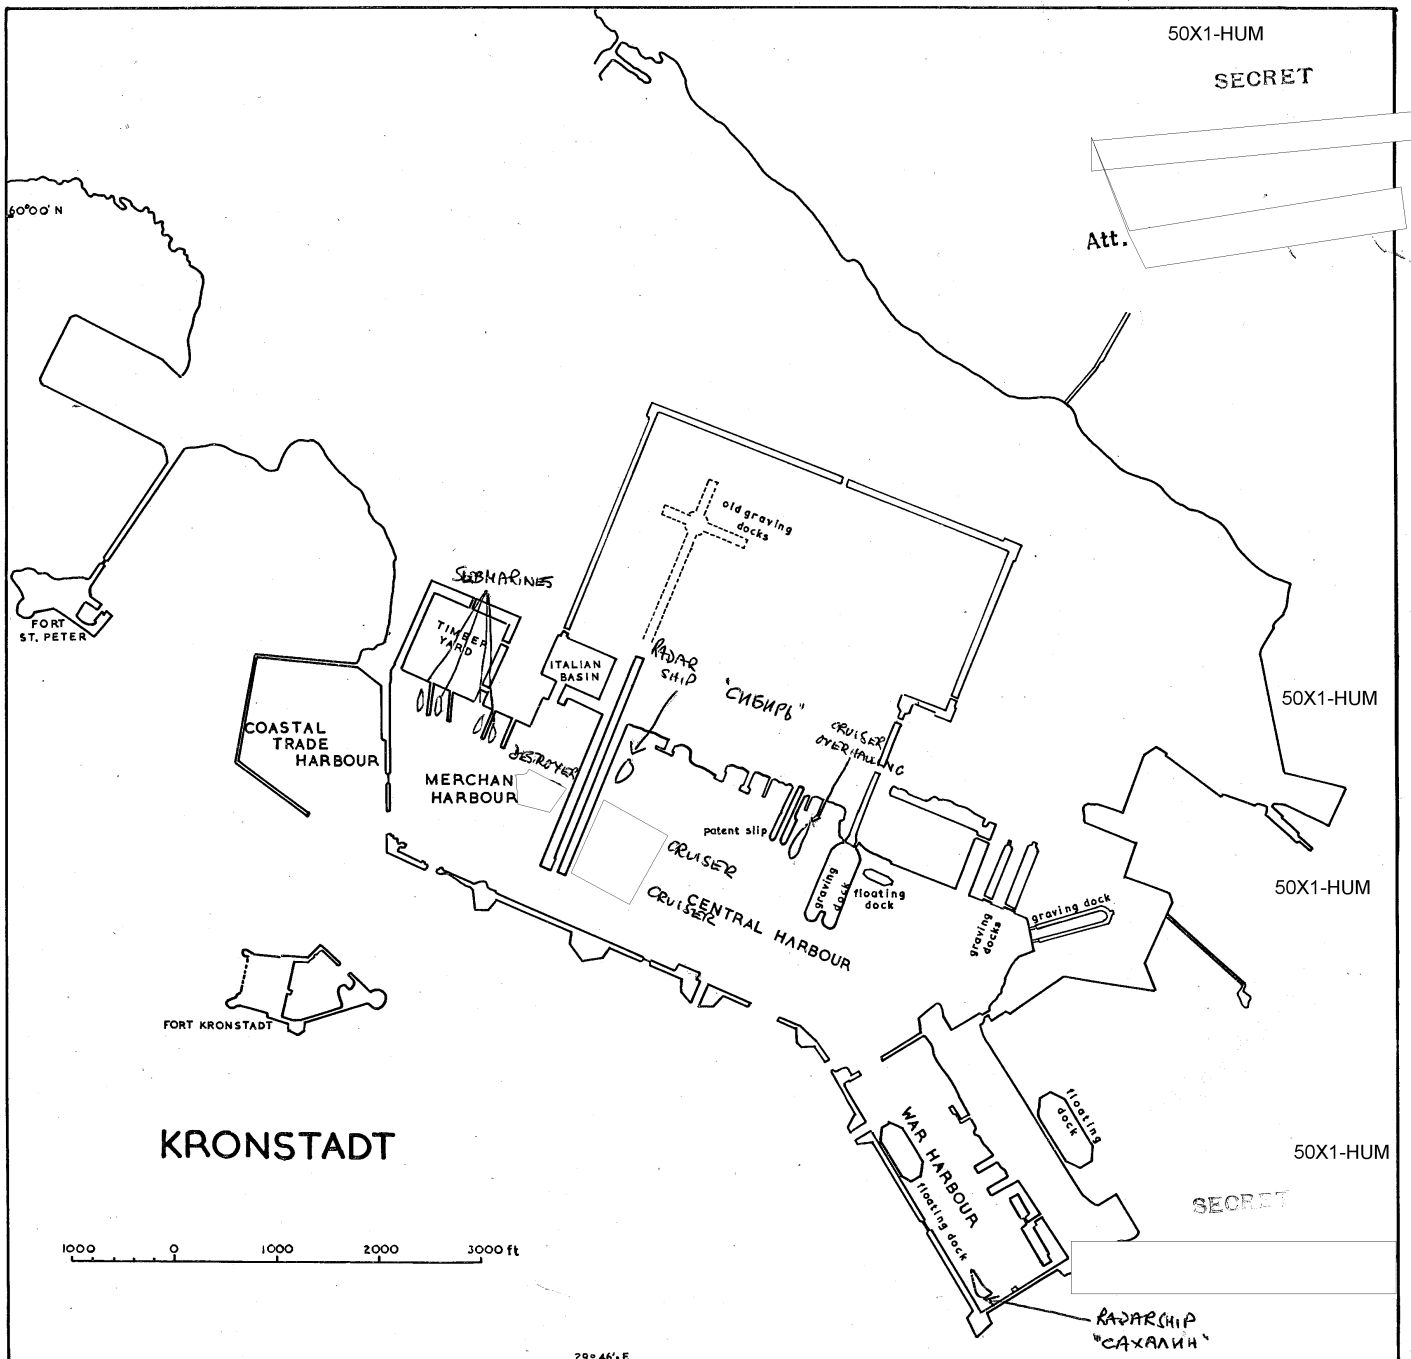 50X1-HUM
SECRET
60°00' N
Att.
old graving
docks
SUBMARINES
FORT
ST. PETER
TIMBER
YARD
ITALIAN
BASIN
"RADAR
SHIP
"СИБИРЬ"
50X1-HUM
COASTAL
TRADE
HARBOUR
CRUISER
OVERHAULING
DESTROYER
MERCHAN
HARBOUR
patent slip
CRUISER
CRUISER
graving
dock
floating
dock
50X1-HUM
CENTRAL HARBOUR
graving
docks
graving dock
FORT KRONSTADT
KRONSTADT
WAR HARBOUR
floating
dock
50X1-HUM
floating dock
SECRET
1000 0 1000 2000 3000 ft
RADARSHIP
"САХАЛИН"
29° 46' E